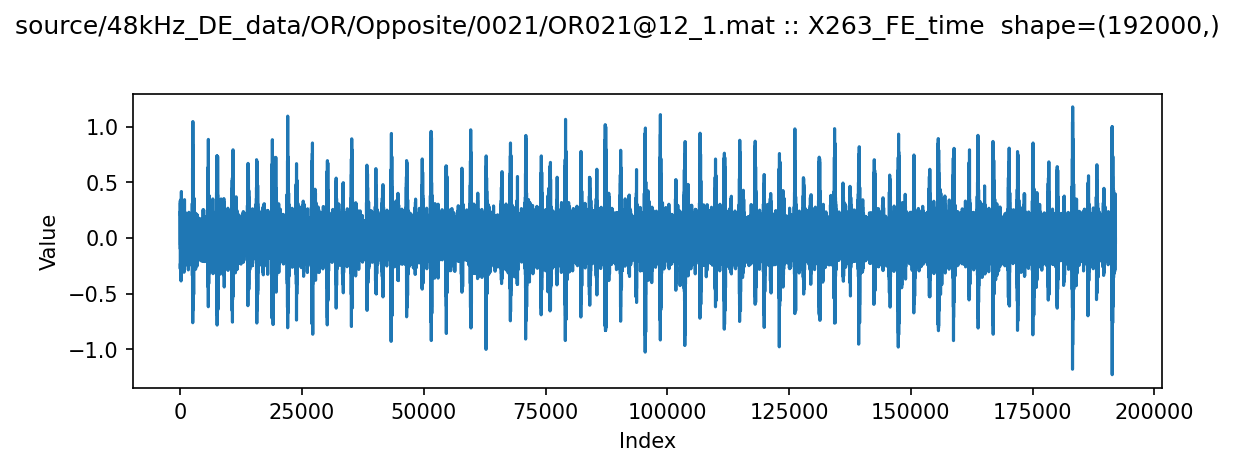 source/48kHz_DE_data/OR/Opposite/0021/OR021@12_1.mat :: X263_FE_time  shape=(192000,)
1.0
0.5
0.0
−0.5
−1.0
Value
0 25000 50000 75000 100000 125000 150000 175000 200000
Index